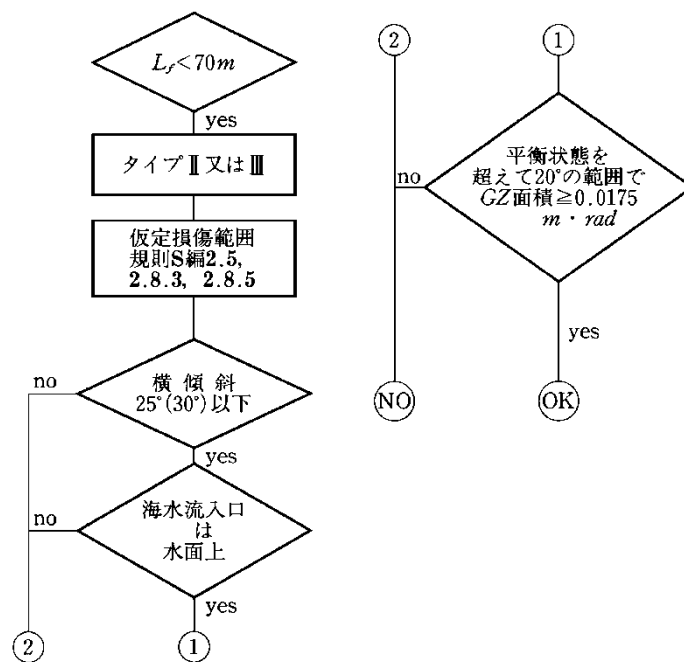 L_f<70m
yes
タイプⅡ又はⅢ
仮定損傷範囲
規則S編2.5,
2.8.3, 2.8.5
no
横 傾 斜
25°(30°)以下
yes
no
海水流入口
は
水面上
yes
②
①
②
①
no
平衡状態を
超えて20°の範囲で
GZ面積≧0.0175
m・rad
yes
NO
OK